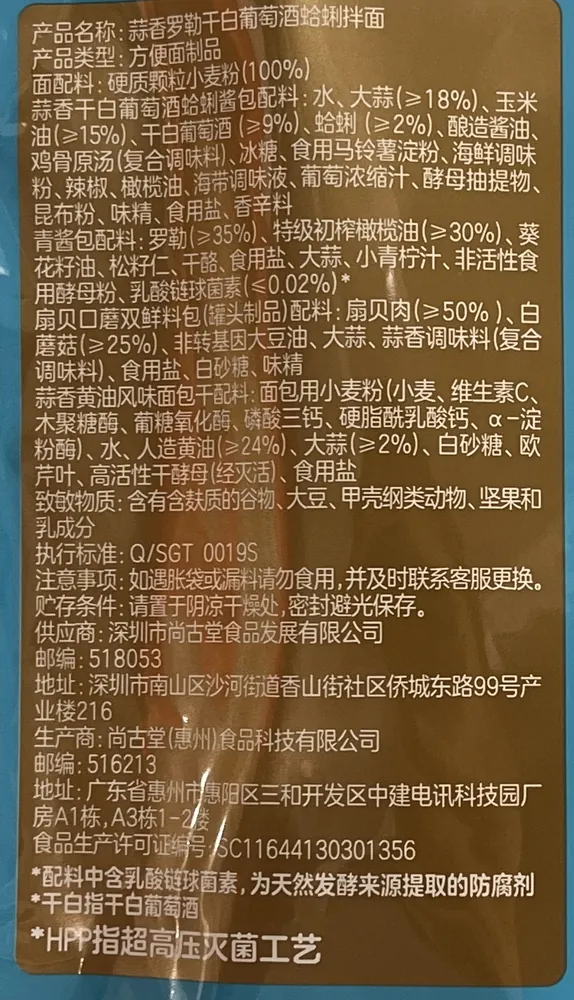 产品名称: 蒜香罗勒干白葡萄酒蛤蜊拌面
产品类型: 方便面制品
面配料: 硬质颗粒小麦粉(100%)
蒜香干白葡萄酒蛤蜊酱包配料: 水、大蒜(≥18%)、玉米
油(≥15%)、干白葡萄酒 (≥9%)、蛤蜊 (≥2%)、酿造酱油、
鸡骨原汤(复合调味料)、冰糖、食用马铃薯淀粉、海鲜调味
粉、辣椒、橄榄油、海带调味液、葡萄浓缩汁、酵母抽提物、
昆布粉、味精、食用盐、香辛料
青酱包配料: 罗勒(≥35%)、特级初榨橄榄油(≥30%)、葵
花籽油、松籽仁、干酪、食用盐、大蒜、小青柠汁、非活性食
用酵母粉、乳酸链球菌素(≤0.02%)*
扇贝口蘑双鲜料包(罐头制品)配料: 扇贝肉(≥50% )、白
蘑菇(≥25%)、非转基因大豆油、大蒜、蒜香调味料(复合
调味料)、食用盐、白砂糖、味精
蒜香黄油风味面包干配料: 面包用小麦粉(小麦、维生素C、
木聚糖酶、葡糖氧化酶、磷酸三钙、硬脂酰乳酸钙、α-淀
粉酶)、水、人造黄油(≥24%)、大蒜(≥2%)、白砂糖、欧
芹叶、高活性干酵母(经灭活)、食用盐
致敏物质: 含有含麸质的谷物、大豆、甲壳纲类动物、坚果和
乳成分
执行标准: Q/SGT 0019S
注意事项: 如遇胀袋或漏料请勿食用,并及时联系客服更换。
贮存条件: 请置于阴凉干燥处,密封避光保存。
供应商: 深圳市尚古堂食品发展有限公司
邮编: 518053
地址: 深圳市南山区沙河街道香山街社区侨城东路99号产
业楼216
生产商: 尚古堂(惠州)食品科技有限公司
邮编: 516213
地址: 广东省惠州市惠阳区三和开发区中建电讯科技园厂
房A1栋,A3栋1-2楼
食品生产许可证编号 SC11644130301356
*配料中含乳酸链球菌素,为天然发酵来源提取的防腐剂
*干白指干白葡萄酒
*HPP指超高压灭菌工艺